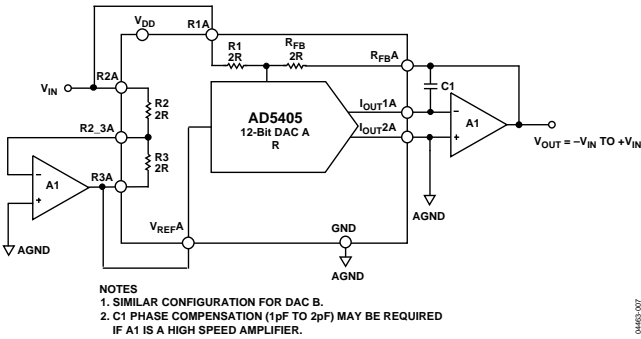 VDD
R1A
R1
2R
RFB
2R
RFBA
VIN
R2A
R2
2R
C1
AD5405
12-Bit DAC A
R
IOUT1A
IOUT2A
A1
VOUT = –VIN TO +VIN
R2_3A
R3
2R
A1
R3A
AGND
VREFA
GND
AGND
AGND
NOTES
1. SIMILAR CONFIGURATION FOR DAC B.
2. C1 PHASE COMPENSATION (1pF TO 2pF) MAY BE REQUIRED
IF A1 IS A HIGH SPEED AMPLIFIER.
04463-007